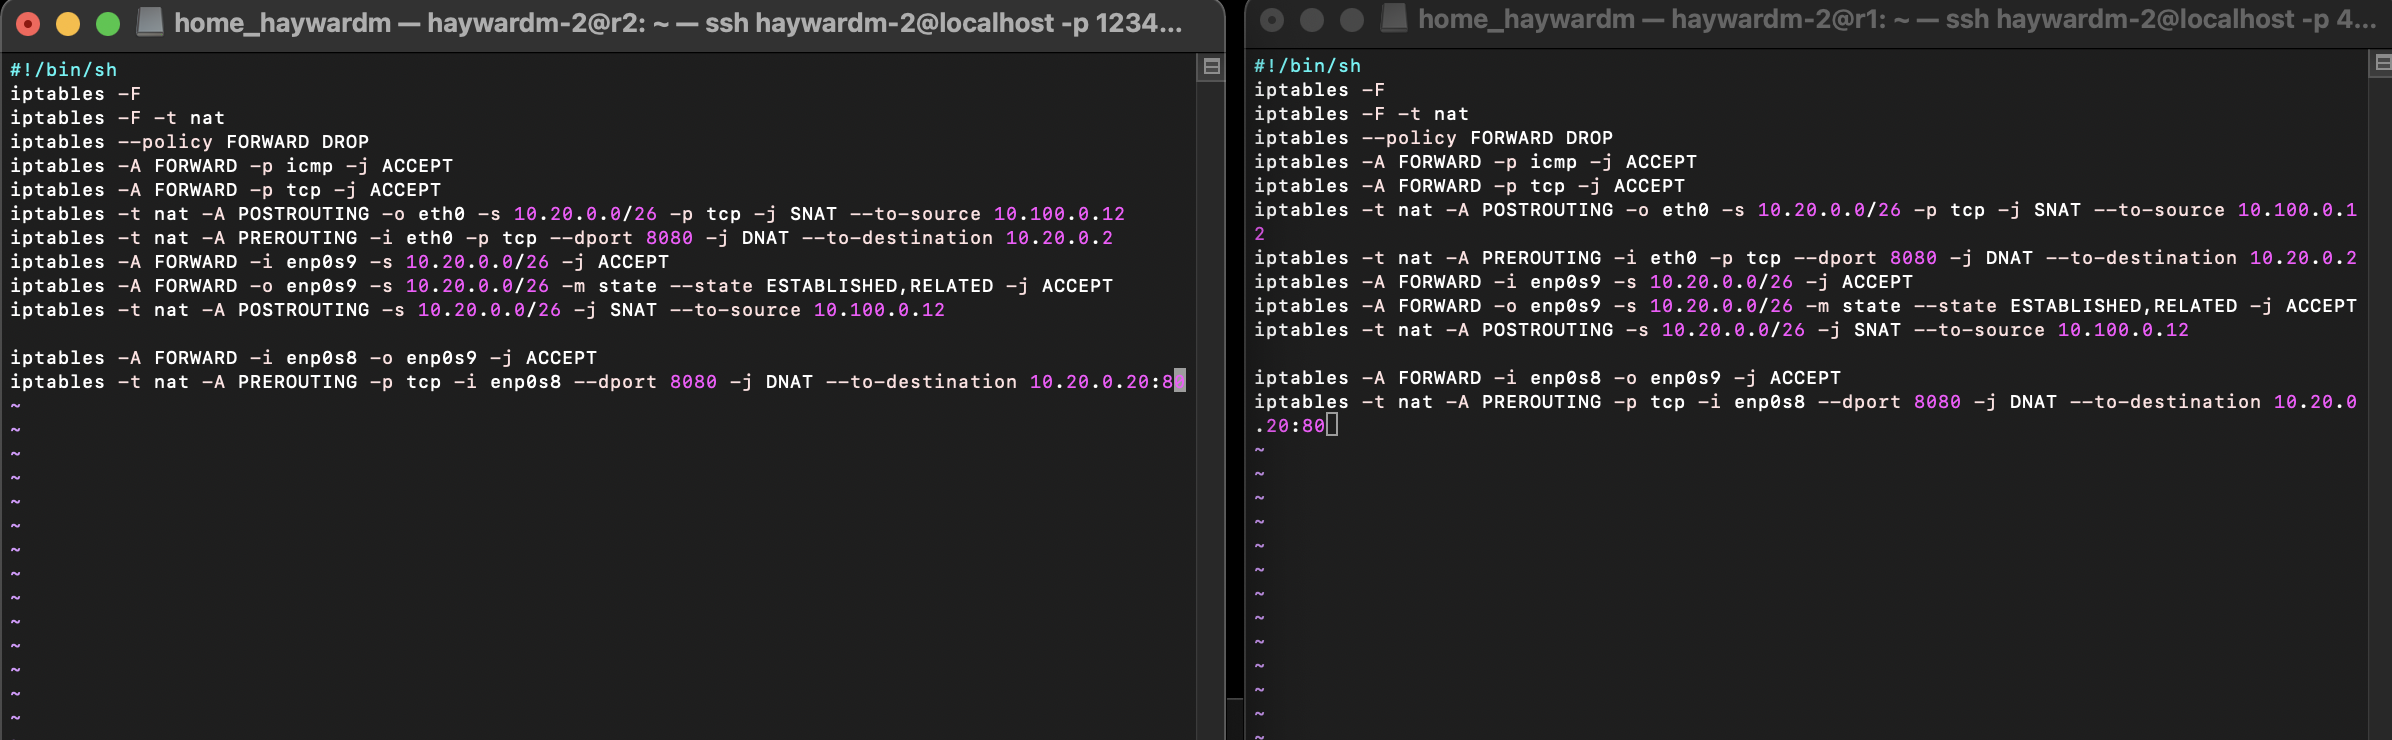 home_haywardm — haywardm-2@r2: ~ — ssh haywardm-2@localhost -p 1234...
#!/bin/sh
iptables -F
iptables -F -t nat
iptables --policy FORWARD DROP
iptables -A FORWARD -p icmp -j ACCEPT
iptables -A FORWARD -p tcp -j ACCEPT
iptables -t nat -A POSTROUTING -o eth0 -s 10.20.0.0/26 -p tcp -j SNAT --to-source 10.100.0.12
iptables -t nat -A PREROUTING -i eth0 -p tcp --dport 8080 -j DNAT --to-destination 10.20.0.2
iptables -A FORWARD -i enp0s9 -s 10.20.0.0/26 -j ACCEPT
iptables -A FORWARD -o enp0s9 -s 10.20.0.0/26 -m state --state ESTABLISHED,RELATED -j ACCEPT
iptables -t nat -A POSTROUTING -s 10.20.0.0/26 -j SNAT --to-source 10.100.0.12
iptables -A FORWARD -i enp0s8 -o enp0s9 -j ACCEPT
iptables -t nat -A PREROUTING -p tcp -i enp0s8 --dport 8080 -j DNAT --to-destination 10.20.0.20:80
~
~
~
~
~
~
~
~
~
~
~
~
~
~
home_haywardm — haywardm-2@r1: ~ — ssh haywardm-2@localhost -p 4...
#!/bin/sh
iptables -F
iptables -F -t nat
iptables --policy FORWARD DROP
iptables -A FORWARD -p icmp -j ACCEPT
iptables -A FORWARD -p tcp -j ACCEPT
iptables -t nat -A POSTROUTING -o eth0 -s 10.20.0.0/26 -p tcp -j SNAT --to-source 10.100.0.1
2
iptables -t nat -A PREROUTING -i eth0 -p tcp --dport 8080 -j DNAT --to-destination 10.20.0.2
iptables -A FORWARD -i enp0s9 -s 10.20.0.0/26 -j ACCEPT
iptables -A FORWARD -o enp0s9 -s 10.20.0.0/26 -m state --state ESTABLISHED,RELATED -j ACCEPT
iptables -t nat -A POSTROUTING -s 10.20.0.0/26 -j SNAT --to-source 10.100.0.12
iptables -A FORWARD -i enp0s8 -o enp0s9 -j ACCEPT
iptables -t nat -A PREROUTING -p tcp -i enp0s8 --dport 8080 -j DNAT --to-destination 10.20.0
.20:80
~
~
~
~
~
~
~
~
~
~
~
~
~